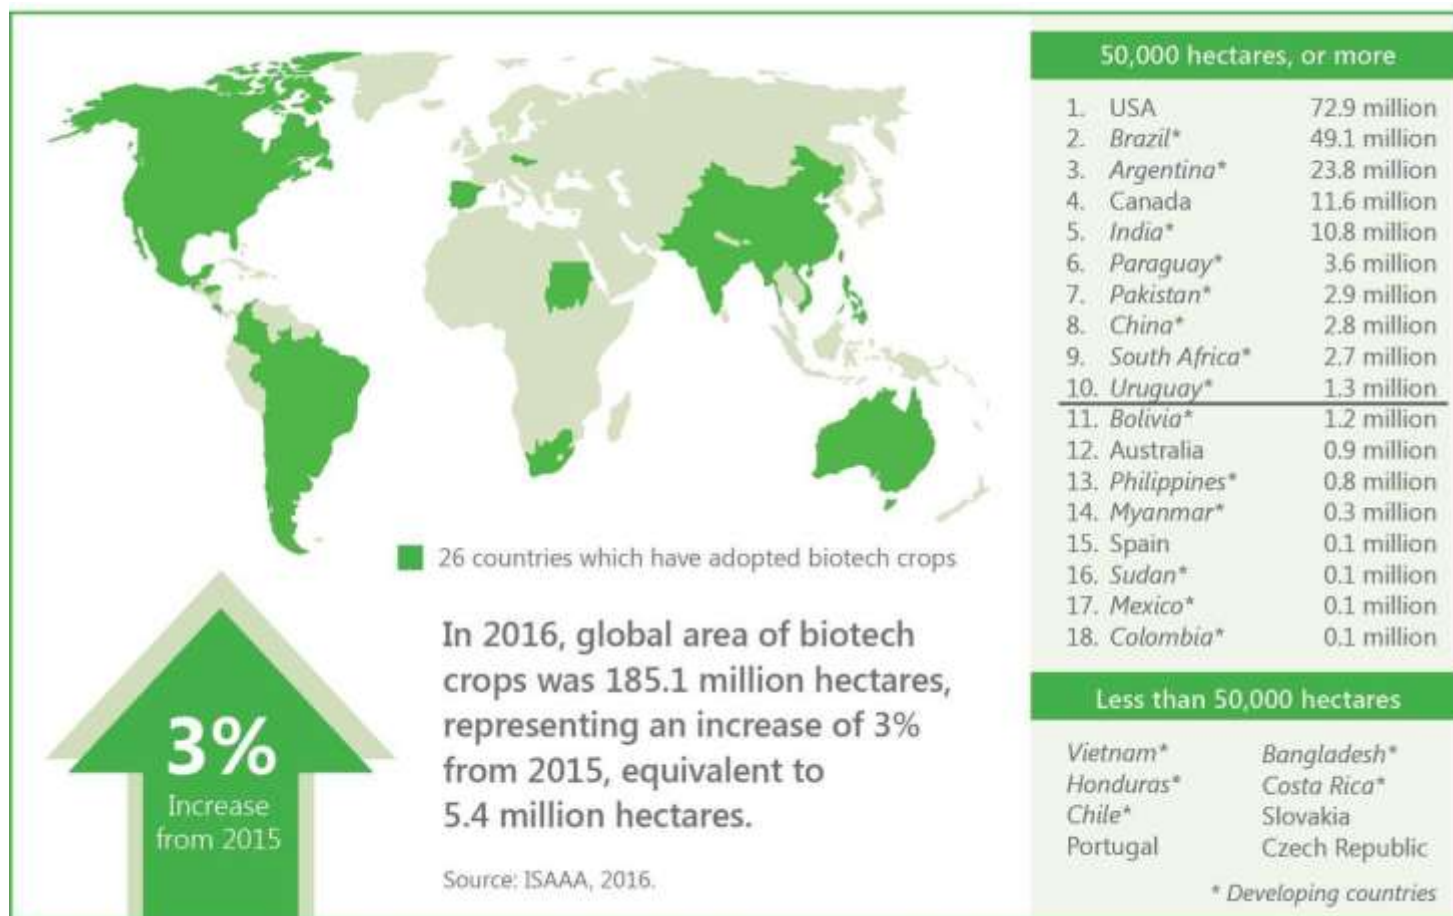 50,000 hectares, or more
1. USA 72.9 million
2. Brazil* 49.1 million
3. Argentina* 23.8 million
4. Canada 11.6 million
5. India* 10.8 million
6. Paraguay* 3.6 million
7. Pakistan* 2.9 million
8. China* 2.8 million
9. South Africa* 2.7 million
10. Uruguay* 1.3 million
11. Bolivia* 1.2 million
12. Australia 0.9 million
13. Philippines* 0.8 million
14. Myanmar* 0.3 million
15. Spain 0.1 million
16. Sudan* 0.1 million
17. Mexico* 0.1 million
18. Colombia* 0.1 million
Less than 50,000 hectares
Vietnam* Bangladesh*
Honduras* Costa Rica*
Chile* Slovakia
Portugal Czech Republic
* Developing countries
26 countries which have adopted biotech crops
In 2016, global area of biotech
crops was 185.1 million hectares,
representing an increase of 3%
from 2015, equivalent to
5.4 million hectares.
Source: ISAAA, 2016.
3%
Increase
from 2015